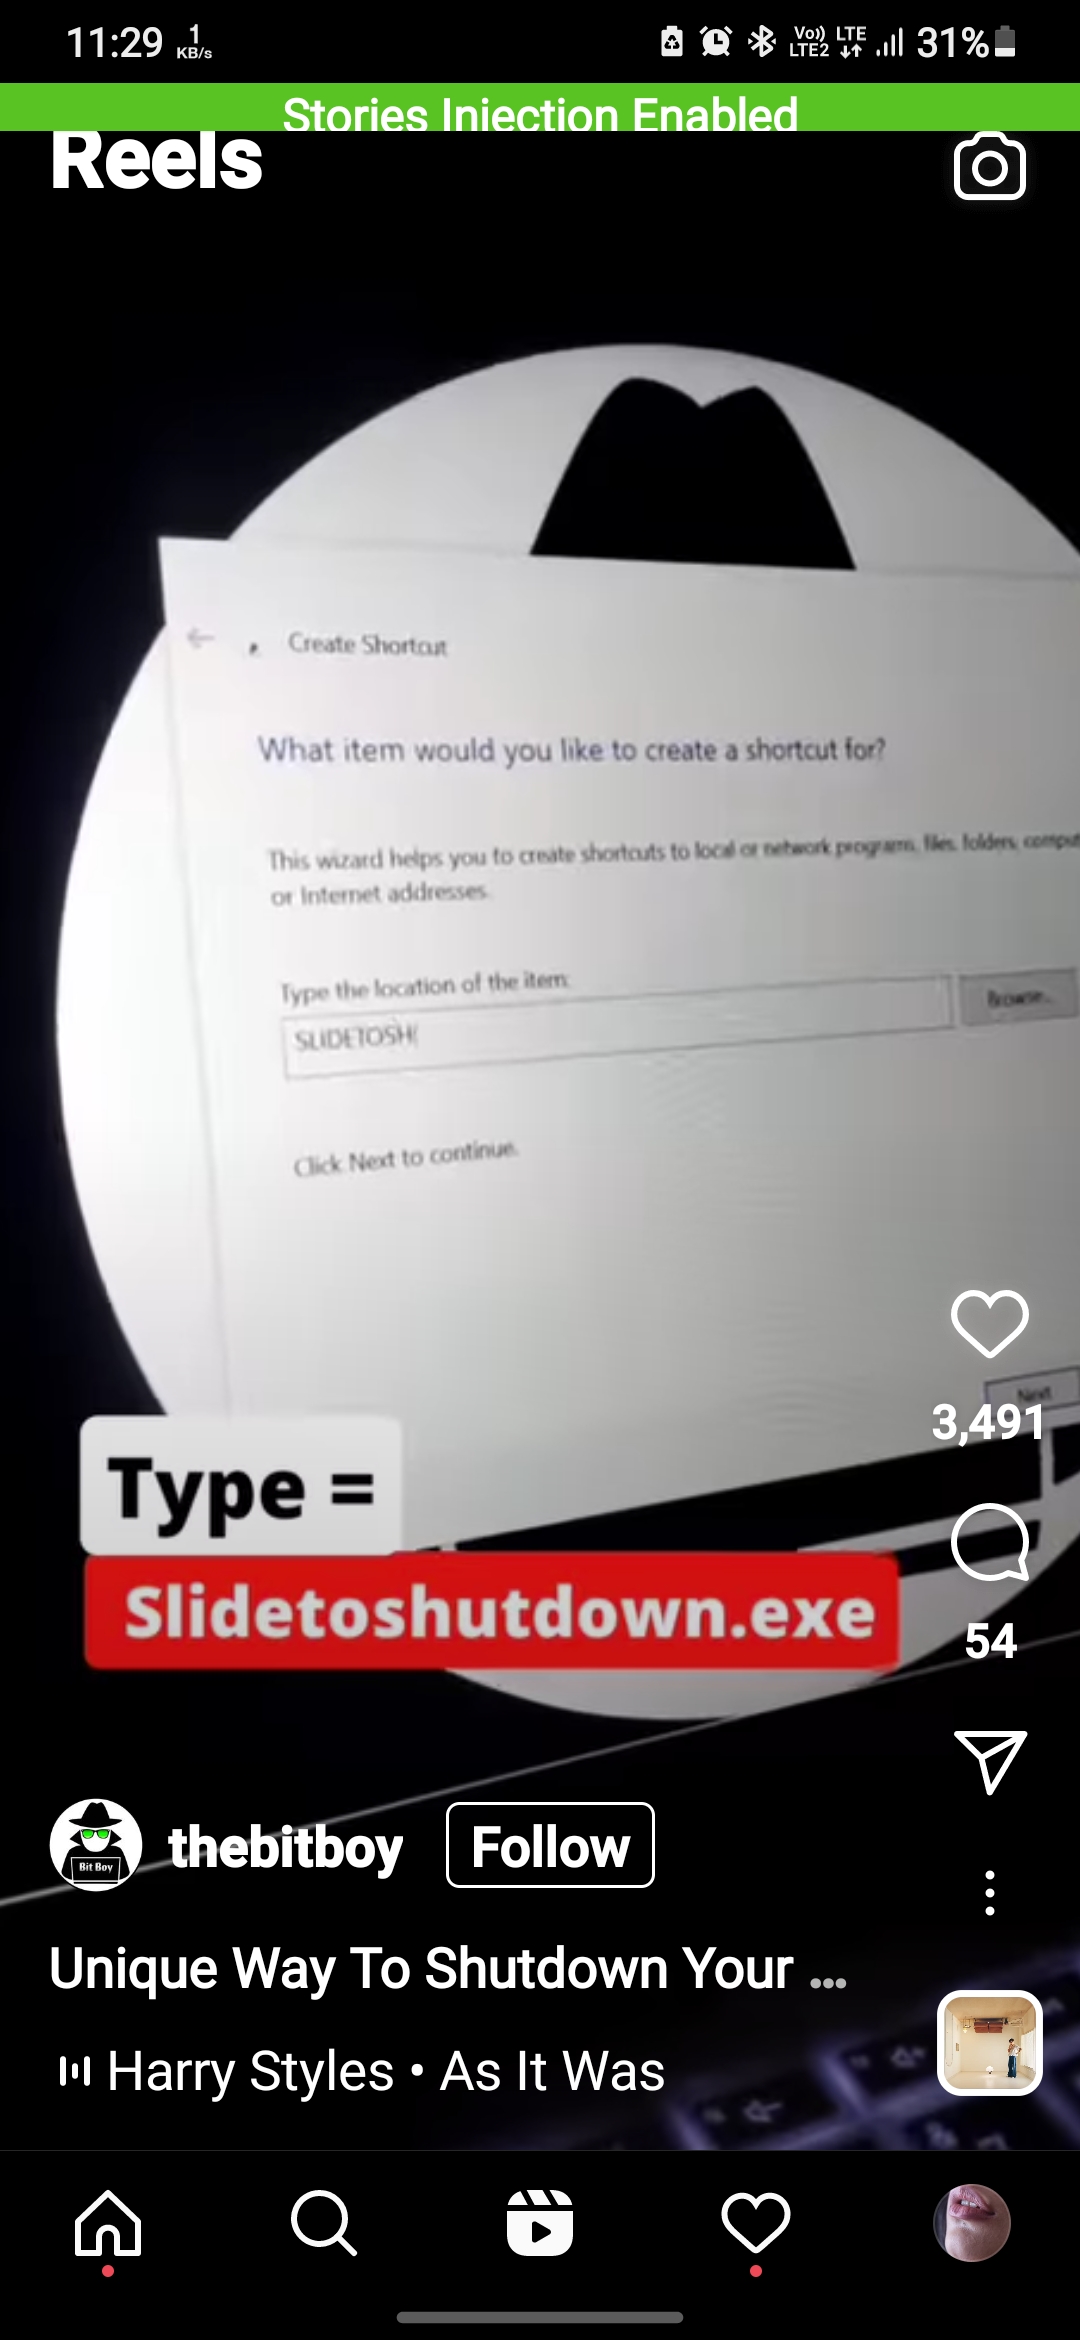 11:29
1
KB/s
Vo)) LTE
LTE2
31%
Stories Injection Enabled
Reels
Create Shortcut
What item would you like to create a shortcut for?
This wizard helps you to create shortcuts to local or network programs, files, folders, comput
or Internet addresses.
Type the location of the item:
Browse...
SLIDETOSH
Click Next to continue.
Next
3,491
Type =
Slidetoshutdown.exe
54
Bit Boy
thebitboy
Follow
Unique Way To Shutdown Your ...
Harry Styles • As It Was